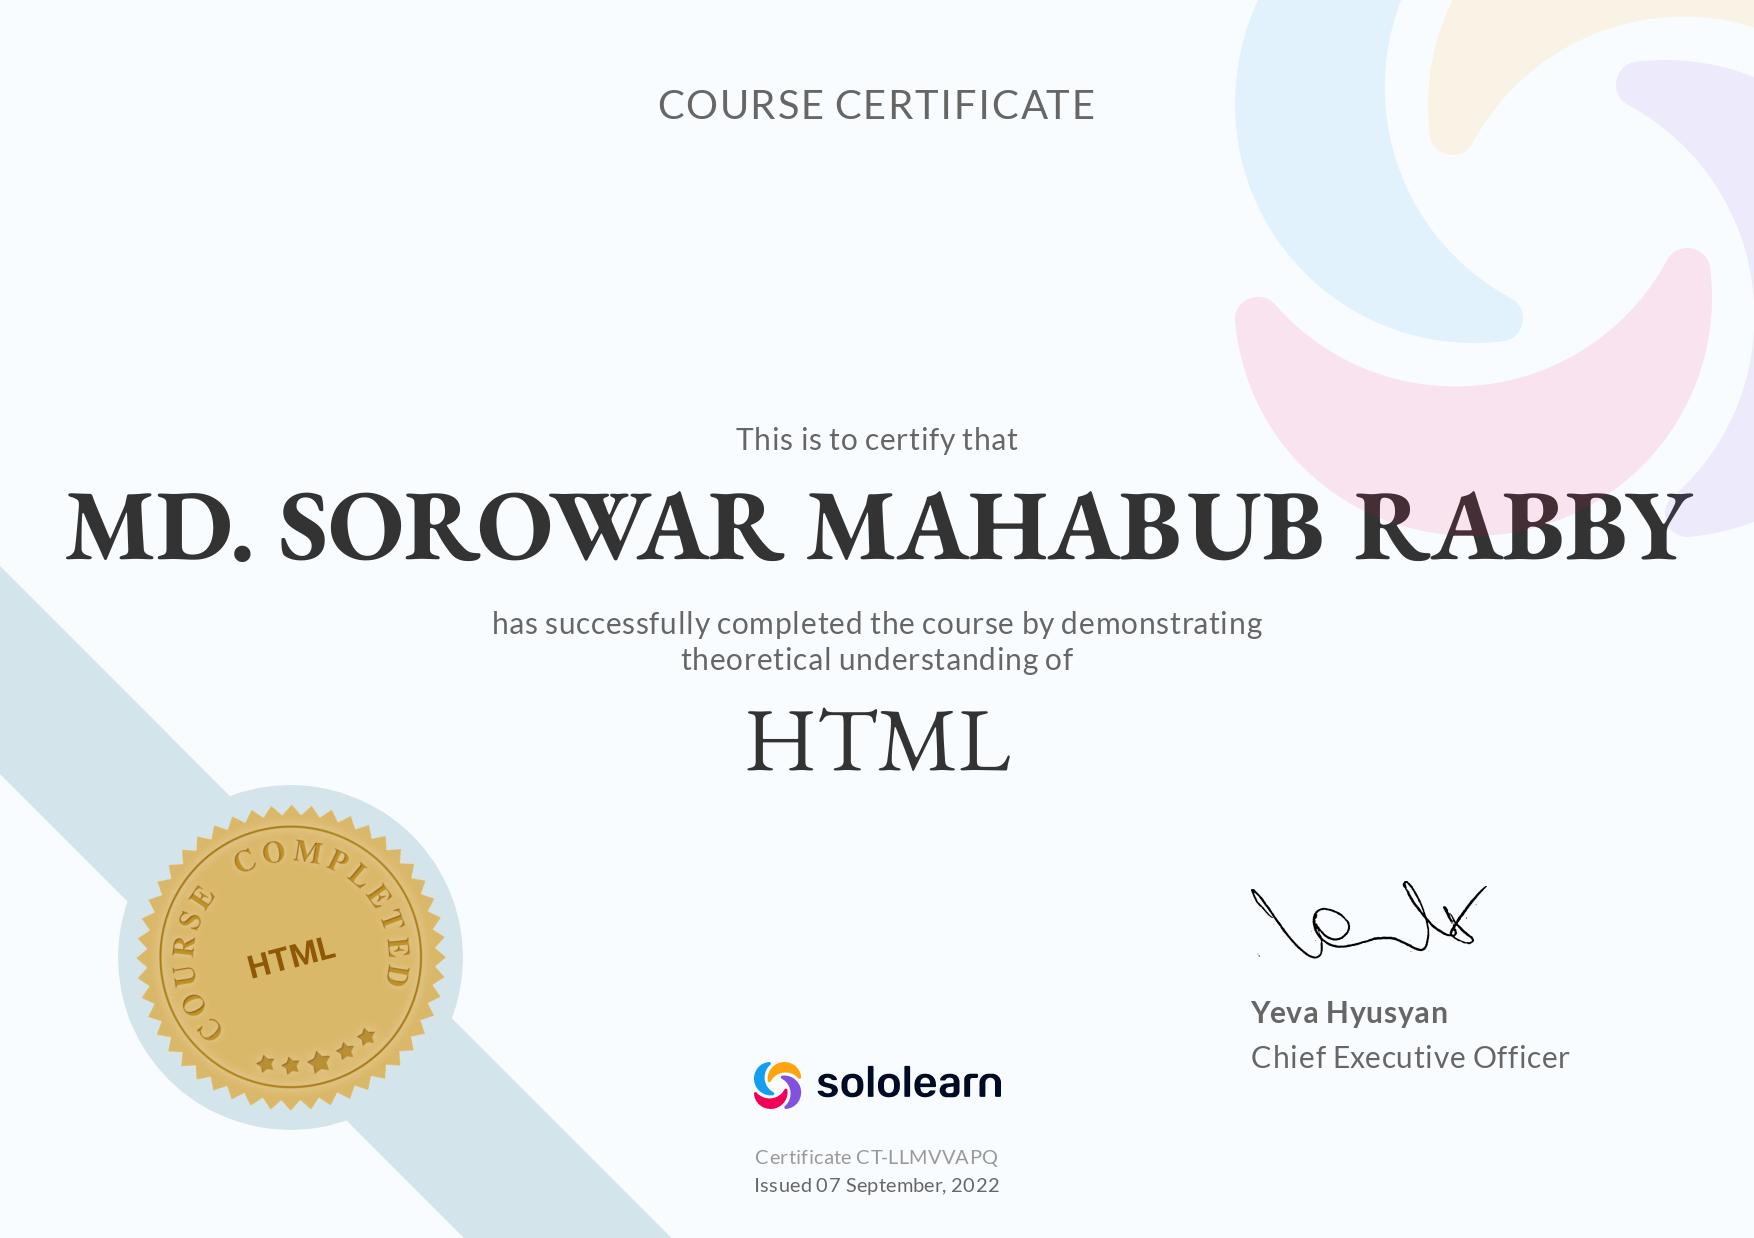 COURSE CERTIFICATE
This is to certify that
MD. SOROWAR MAHABUB RABBY
has successfully completed the course by demonstrating
theoretical understanding of
HTML
COURSE COMPLETED
HTML
Yeva Hyusyan
Chief Executive Officer
sololearn
Certificate CT-LLMVVAPQ
Issued 07 September, 2022